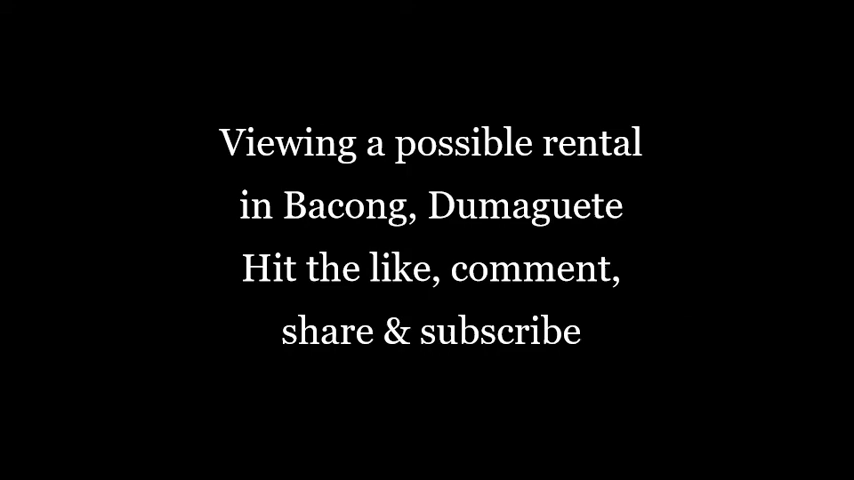 Viewing a possible rental
in Bacong, Dumaguete
Hit the like, comment,
share & subscribe